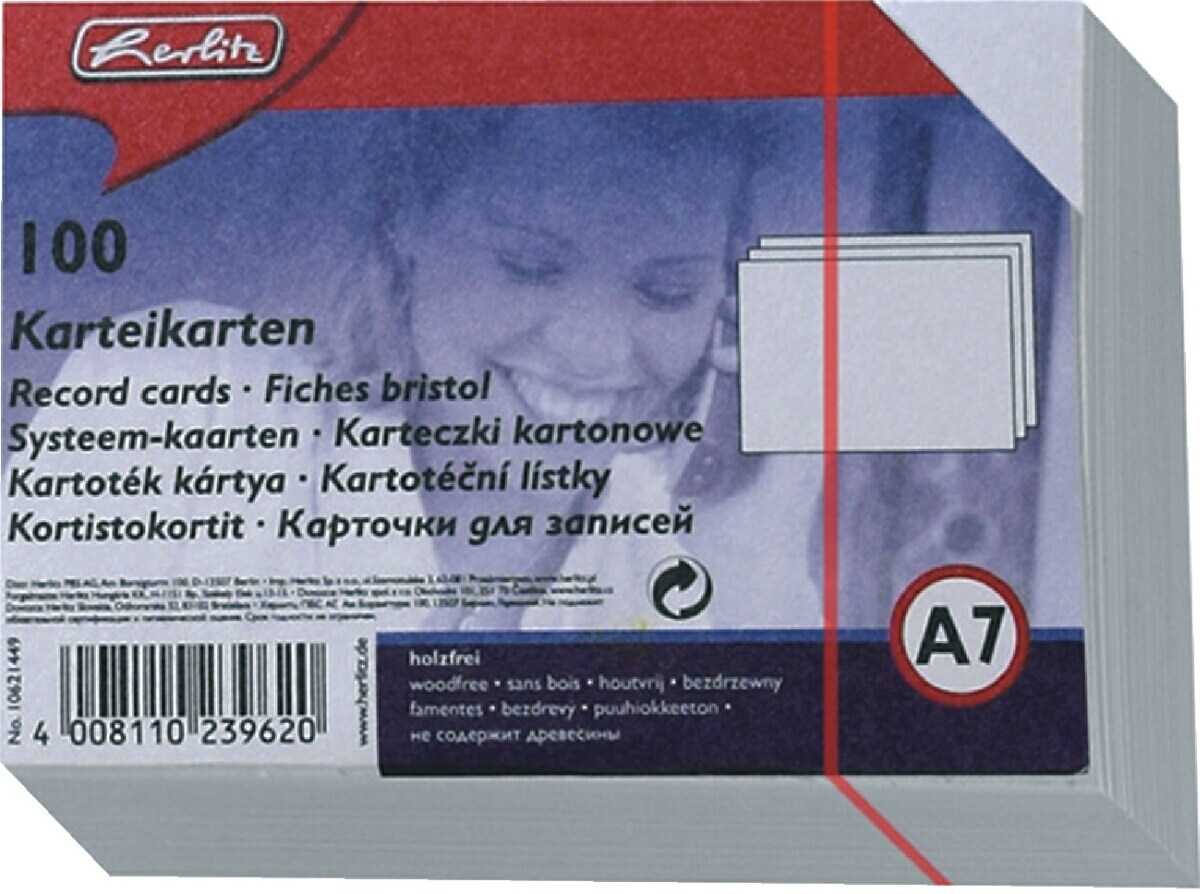 herlitz
100
Karteikarten
Record cards · Fiches bristol
Systeem-kaarten · Karteczki kartonowe
Kartoték kártya · Kartotéční lístky
Kortistokortit · Карточки для записей
No. 10621449
4 008110 239620
www.herlitz.de
holzfrei
woodfree • sans bois • houtvrij • bezdrzewny
famentes • bezdrevý • puuhiokkeeton •
не содержит древесины
A7